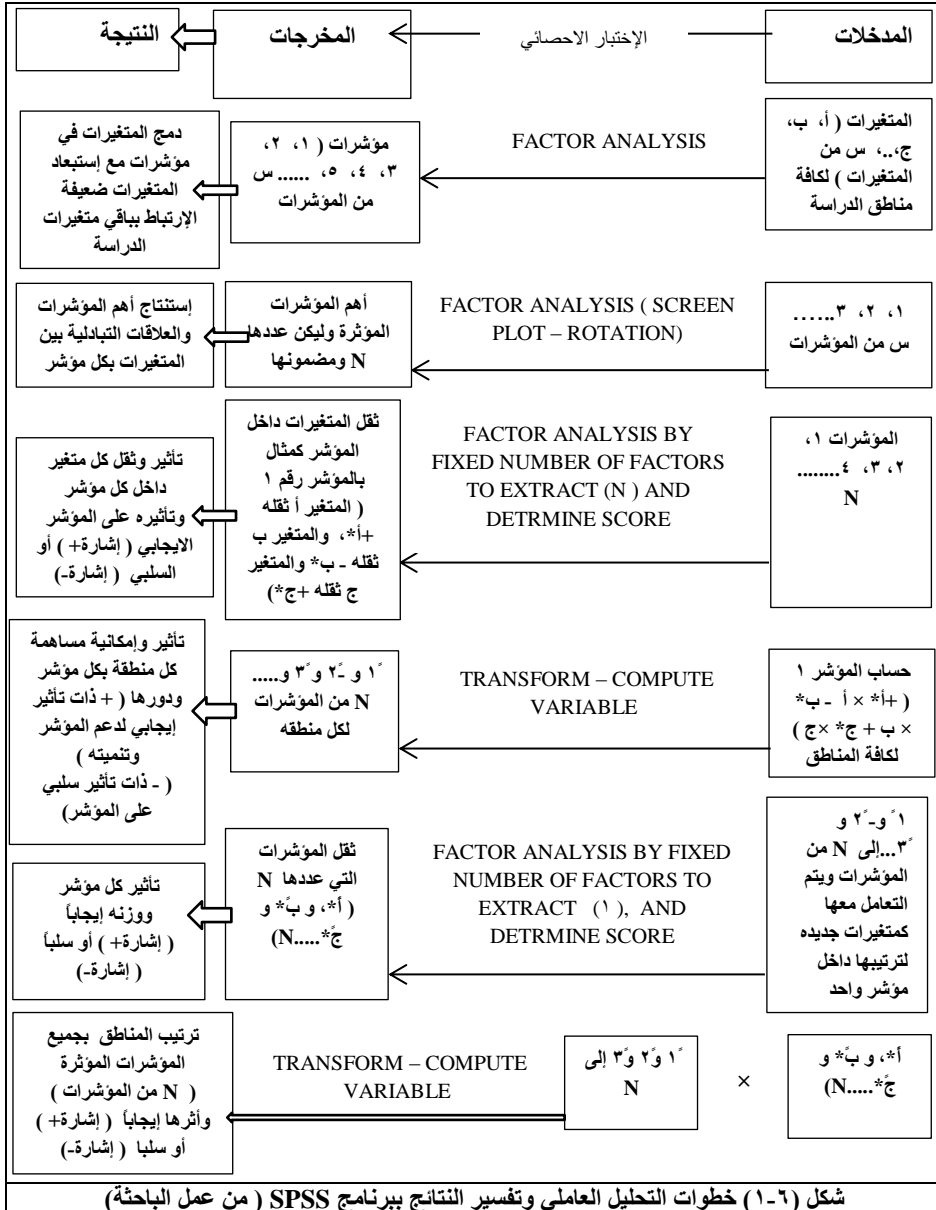 المدخلات
الإختبار الاحصائي
المخرجات
النتيجة
المتغيرات ( أ، ب،
ج،..، س من
المتغيرات ) لكافة
مناطق الدراسة
FACTOR ANALYSIS
مؤشرات ( ١، ٢،
٣، ٤، ٥، ...... س
من المؤشرات
دمج المتغيرات في
مؤشرات مع إستبعاد
المتغيرات ضعيفة
الإرتباط بباقي متغيرات
الدراسة
١، ٢، ٣......
س من المؤشرات
FACTOR ANALYSIS ( SCREEN
PLOT – ROTATION)
أهم المؤشرات
المؤثرة وليكن عددها
N ومضمونها
إستنتاج أهم المؤشرات
والعلاقات التبادلية بين
المتغيرات بكل مؤشر
المؤشرات ١،
٢، ٣، ٤........
N
FACTOR ANALYSIS BY
FIXED NUMBER OF FACTORS
TO EXTRACT (N ) AND
DETRMINE SCORE
ثقل المتغيرات داخل
المؤشر كمثال
بالمؤشر رقم ١
( المتغير أ ثقله
+أ*، والمتغير ب
ثقله - ب* والمتغير
ج ثقله +ج*)
تأثير وثقل كل متغير
داخل كل مؤشر
وتأثيره على المؤشر
الايجابي ( إشارة+ ) أو
السلبي ( إشارة-)
حساب المؤشر ١
( +أ* × أ - ب*
× ب + ج* ×ج )
لكافة المناطق
TRANSFORM – COMPUTE
VARIABLE
١ً و -٢ً و ٣ً و.....
N من المؤشرات
لكل منطقه
تأثير وإمكانية مساهمة
كل منطقة بكل مؤشر
ودورها ( + ذات تأثير
إيجابي لدعم المؤشر
وتنميته )
( - ذات تأثير سلبي
على المؤشر)
١ً و-٢ً و
٣ً...إلى N من
المؤشرات ويتم
التعامل معها
كمتغيرات جديده
لترتيبها داخل
مؤشر واحد
FACTOR ANALYSIS BY FIXED
NUMBER OF FACTORS TO
EXTRACT (١ ), AND
DETRMINE SCORE
ثقل المؤشرات
التي عددها N
( أً*، و بً* و
جً*.....N)
تأثير كل مؤشر
ووزنه إيجاباً
( إشارة+ ) أو سلباً
( إشارة-)
أً*، و بً* و
جً*.....N)
×
١ً و٢ً و٣ً إلى
N
TRANSFORM – COMPUTE
VARIABLE
ترتيب المناطق بجميع
المؤشرات المؤثرة
( N من المؤشرات )
وأثرها إيجاباً ( إشارة+ )
أو سلبا ( إشارة-)
شكل (٦-١) خطوات التحليل العاملي وتفسير النتائج ببرنامج SPSS ( من عمل الباحثة)